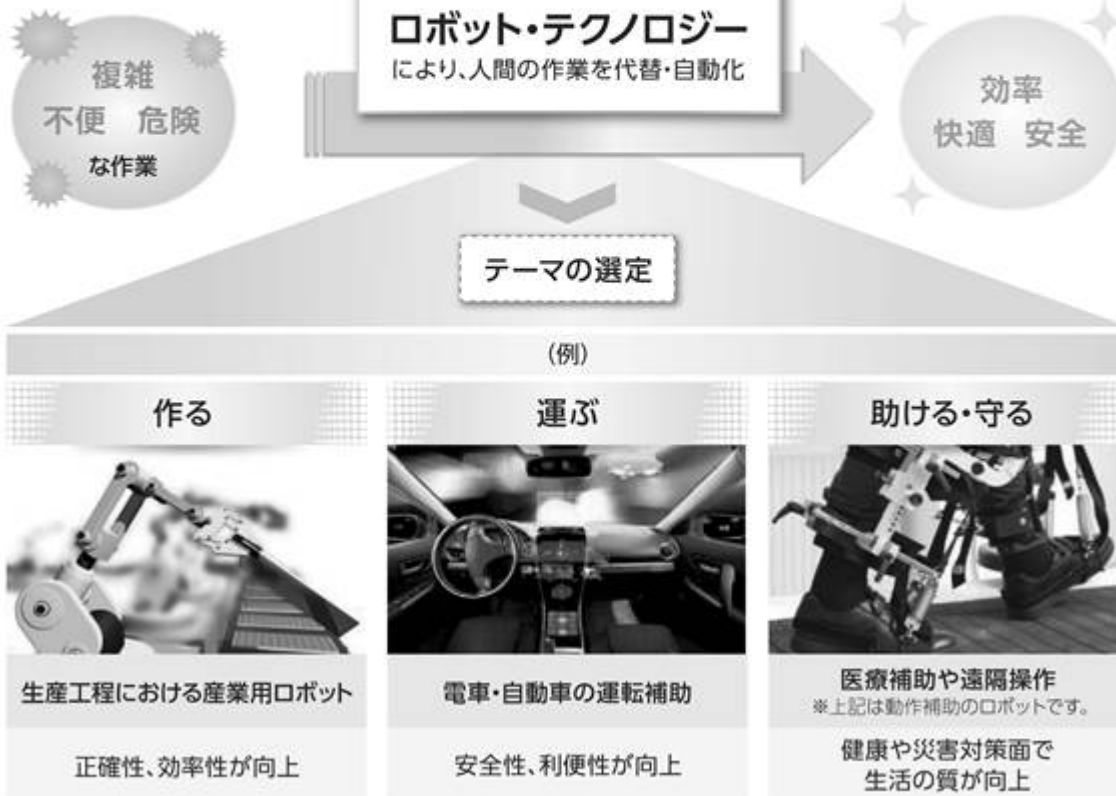 ロボット・テクノロジー
により、人間の作業を代替・自動化
複雑
不便 危険
な作業
効率
快適 安全
テーマの選定
(例)
作る
運ぶ
助ける・守る
生産工程における産業用ロボット
電車・自動車の運転補助
医療補助や遠隔操作
※上記は動作補助のロボットです。
正確性、効率性が向上
安全性、利便性が向上
健康や災害対策面で
生活の質が向上